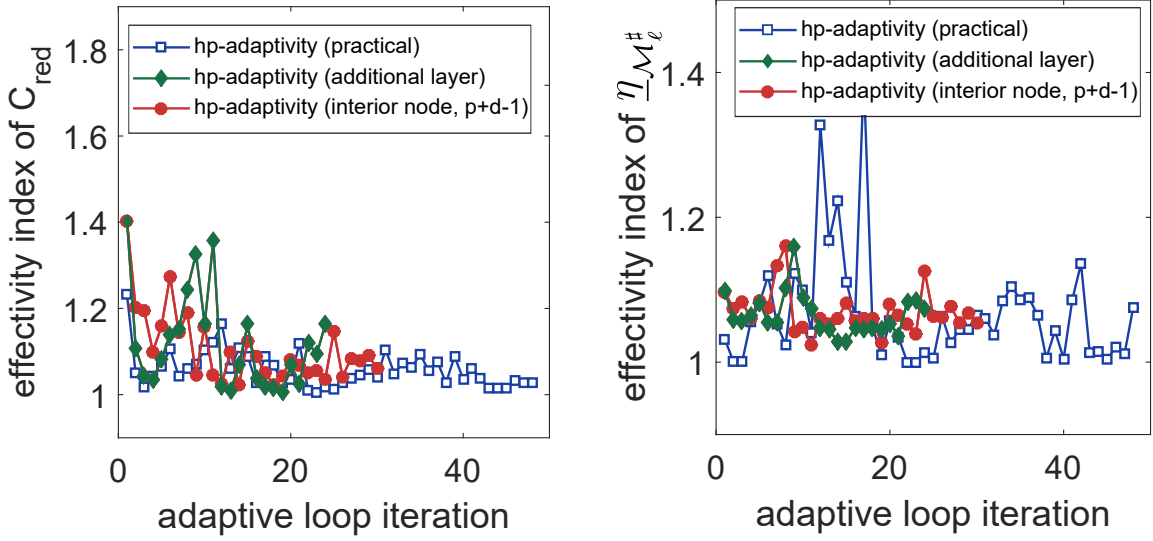 effectivity index of C_red
1.8
1.6
1.4
1.2
1
hp-adaptivity (practical)
hp-adaptivity (additional layer)
hp-adaptivity (interior node, p+d-1)
0
20
40
adaptive loop iteration
effectivity index of \underline{η}_{\mathcal{M}_ℓ^♯}
1.4
1.2
1
hp-adaptivity (practical)
hp-adaptivity (additional layer)
hp-adaptivity (interior node, p+d-1)
0
20
40
adaptive loop iteration